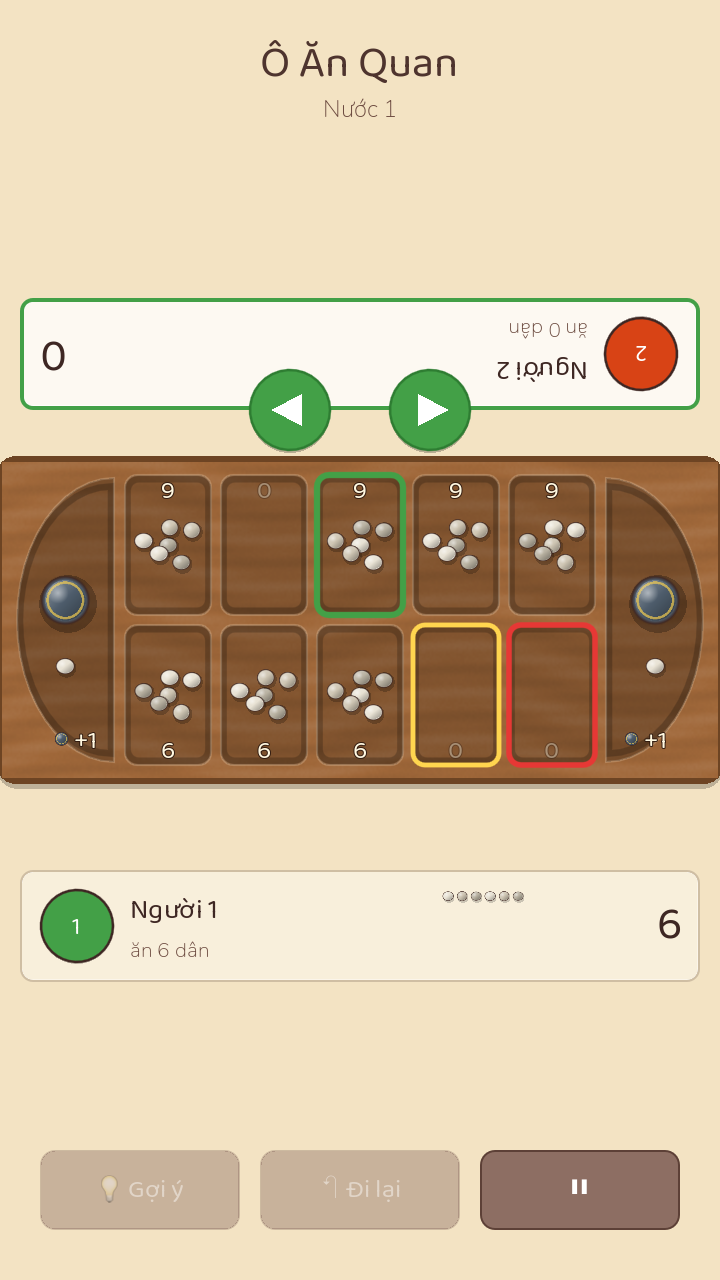 Ô Ăn Quan
Nước 1
0
ăn 0 dân
Người 2
2
9 0 9 9 9
+1 +1
6 6 6 0 0
1
Người 1
ăn 6 dân
6
Gợi ý
Đi lại